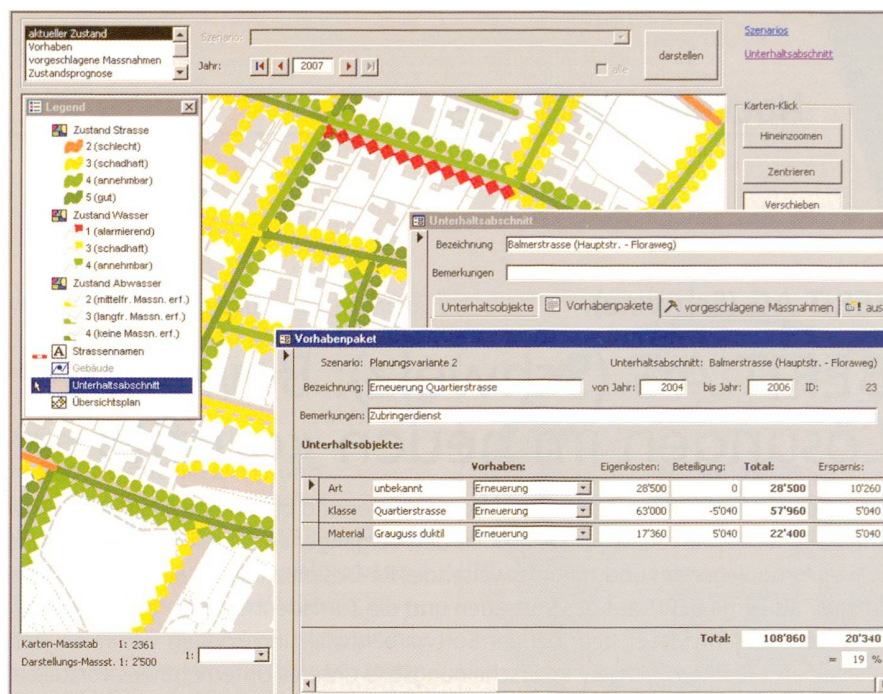 aktueller Zustand
Vorhaben
vorgeschlagene Massnahmen
Zustandsprognose
Szenario:
Jahr:
2007
alle
darstellen
Szenarios
Unterhaltsabschnitt
Legend
Zustand Strasse
2 (schlecht)
3 (schadhaft)
4 (annehmbar)
5 (gut)
Zustand Wasser
1 (alarmierend)
3 (schadhaft)
4 (annehmbar)
Zustand Abwasser
2 (mittelfr. Massn. erf.)
3 (langfr. Massn. erf.)
4 (keine Massn. erf.)
Strassennamen
Gebäude
Unterhaltsabschnitt
Übersichtsplan
Karten-Klick
Hineinzoomen
Zentrieren
Verschieben
Unterhaltsabschnitt
Bezeichnung Balmerstrasse (Hauptstr. - Floraweg)
Bemerkungen
Unterhaltsobjekte Vorhabenpakete vorgeschlagene Massnahmen aus
Vorhabenpaket
Szenario: Planungsvariante 2 Unterhaltsabschnitt: Balmerstrasse (Hauptstr. - Floraweg)
Bezeichnung: Erneuerung Quartierstrasse von Jahr: 2004 bis Jahr: 2006 ID: 23
Bemerkungen: Zubringerdienst
Unterhaltsobjekte:
Vorhaben: Eigenkosten: Beteiligung: Total: Ersparnis:
Art unbekannt Erneuerung 28'500 0 28'500 10'260
Klasse Quartierstrasse Erneuerung 63'000 -5'040 57'960 5'040
Material Grauguss duktil Erneuerung 17'360 5'040 22'400 5'040
Total: 108'860 20'340
= 19 %
Karten-Massstab 1: 2361
Darstellungs-Massst. 1: 2'500 1: